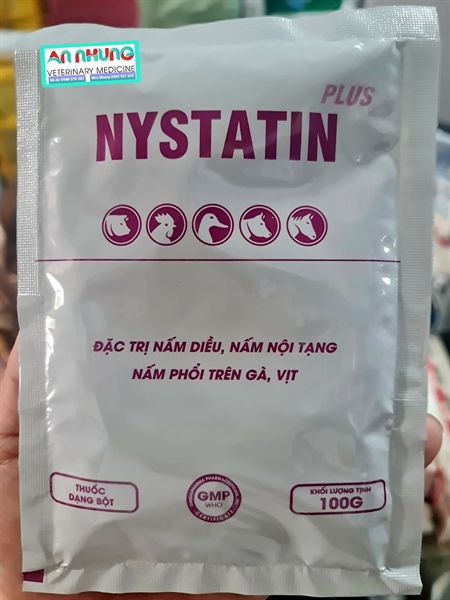 AN NHUNG
VETERINARY MEDICINE
PLUS
NYSTATIN
ĐẶC TRỊ NẤM DIỀU, NẤM NỘI TẠNG
NẤM PHỔI TRÊN GÀ, VỊT
THUỐC
DẠNG BỘT
GMP
WHO
CERTIFICATE
KHỐI LƯỢNG TỊNH
100G